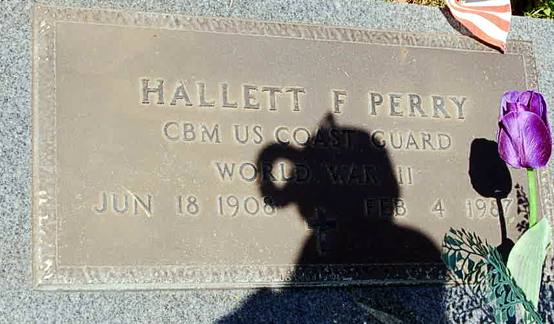 HALLETT F PERRY
CBM US COAST GUARD
WORLD WAR II
JUN 18 1908 FEB 4 1987